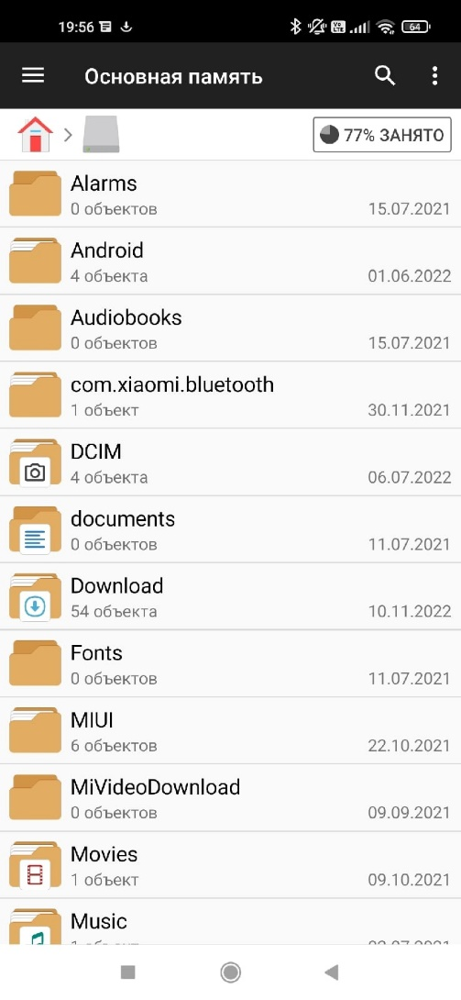 19:56
Vo LTE
64
Основная память
77% ЗАНЯТО
Alarms
0 объектов
15.07.2021
Android
4 объекта
01.06.2022
Audiobooks
0 объектов
15.07.2021
com.xiaomi.bluetooth
1 объект
30.11.2021
DCIM
4 объекта
06.07.2022
documents
0 объектов
11.07.2021
Download
54 объекта
10.11.2022
Fonts
0 объектов
11.07.2021
MIUI
6 объектов
22.10.2021
MiVideoDownload
0 объектов
09.09.2021
Movies
1 объект
09.10.2021
Music
1 объект